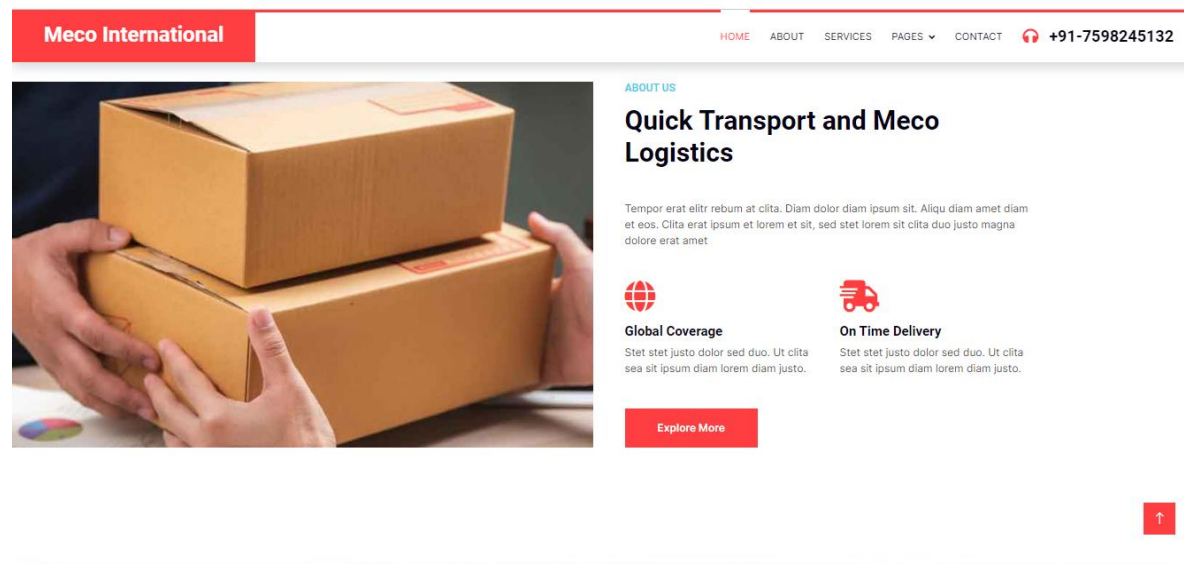 Meco International
HOME ABOUT SERVICES PAGES CONTACT +91-7598245132
ABOUT US
Quick Transport and Meco
Logistics
Tempor erat elitr rebum at clita. Diam dolor diam ipsum sit. Aliqu diam amet diam
et eos. Clita erat ipsum et lorem et sit, sed stet lorem sit clita duo justo magna
dolore erat amet
Global Coverage
Stet stet justo dolor sed duo. Ut clita
sea sit ipsum diam lorem diam justo.
On Time Delivery
Stet stet justo dolor sed duo. Ut clita
sea sit ipsum diam lorem diam justo.
Explore More